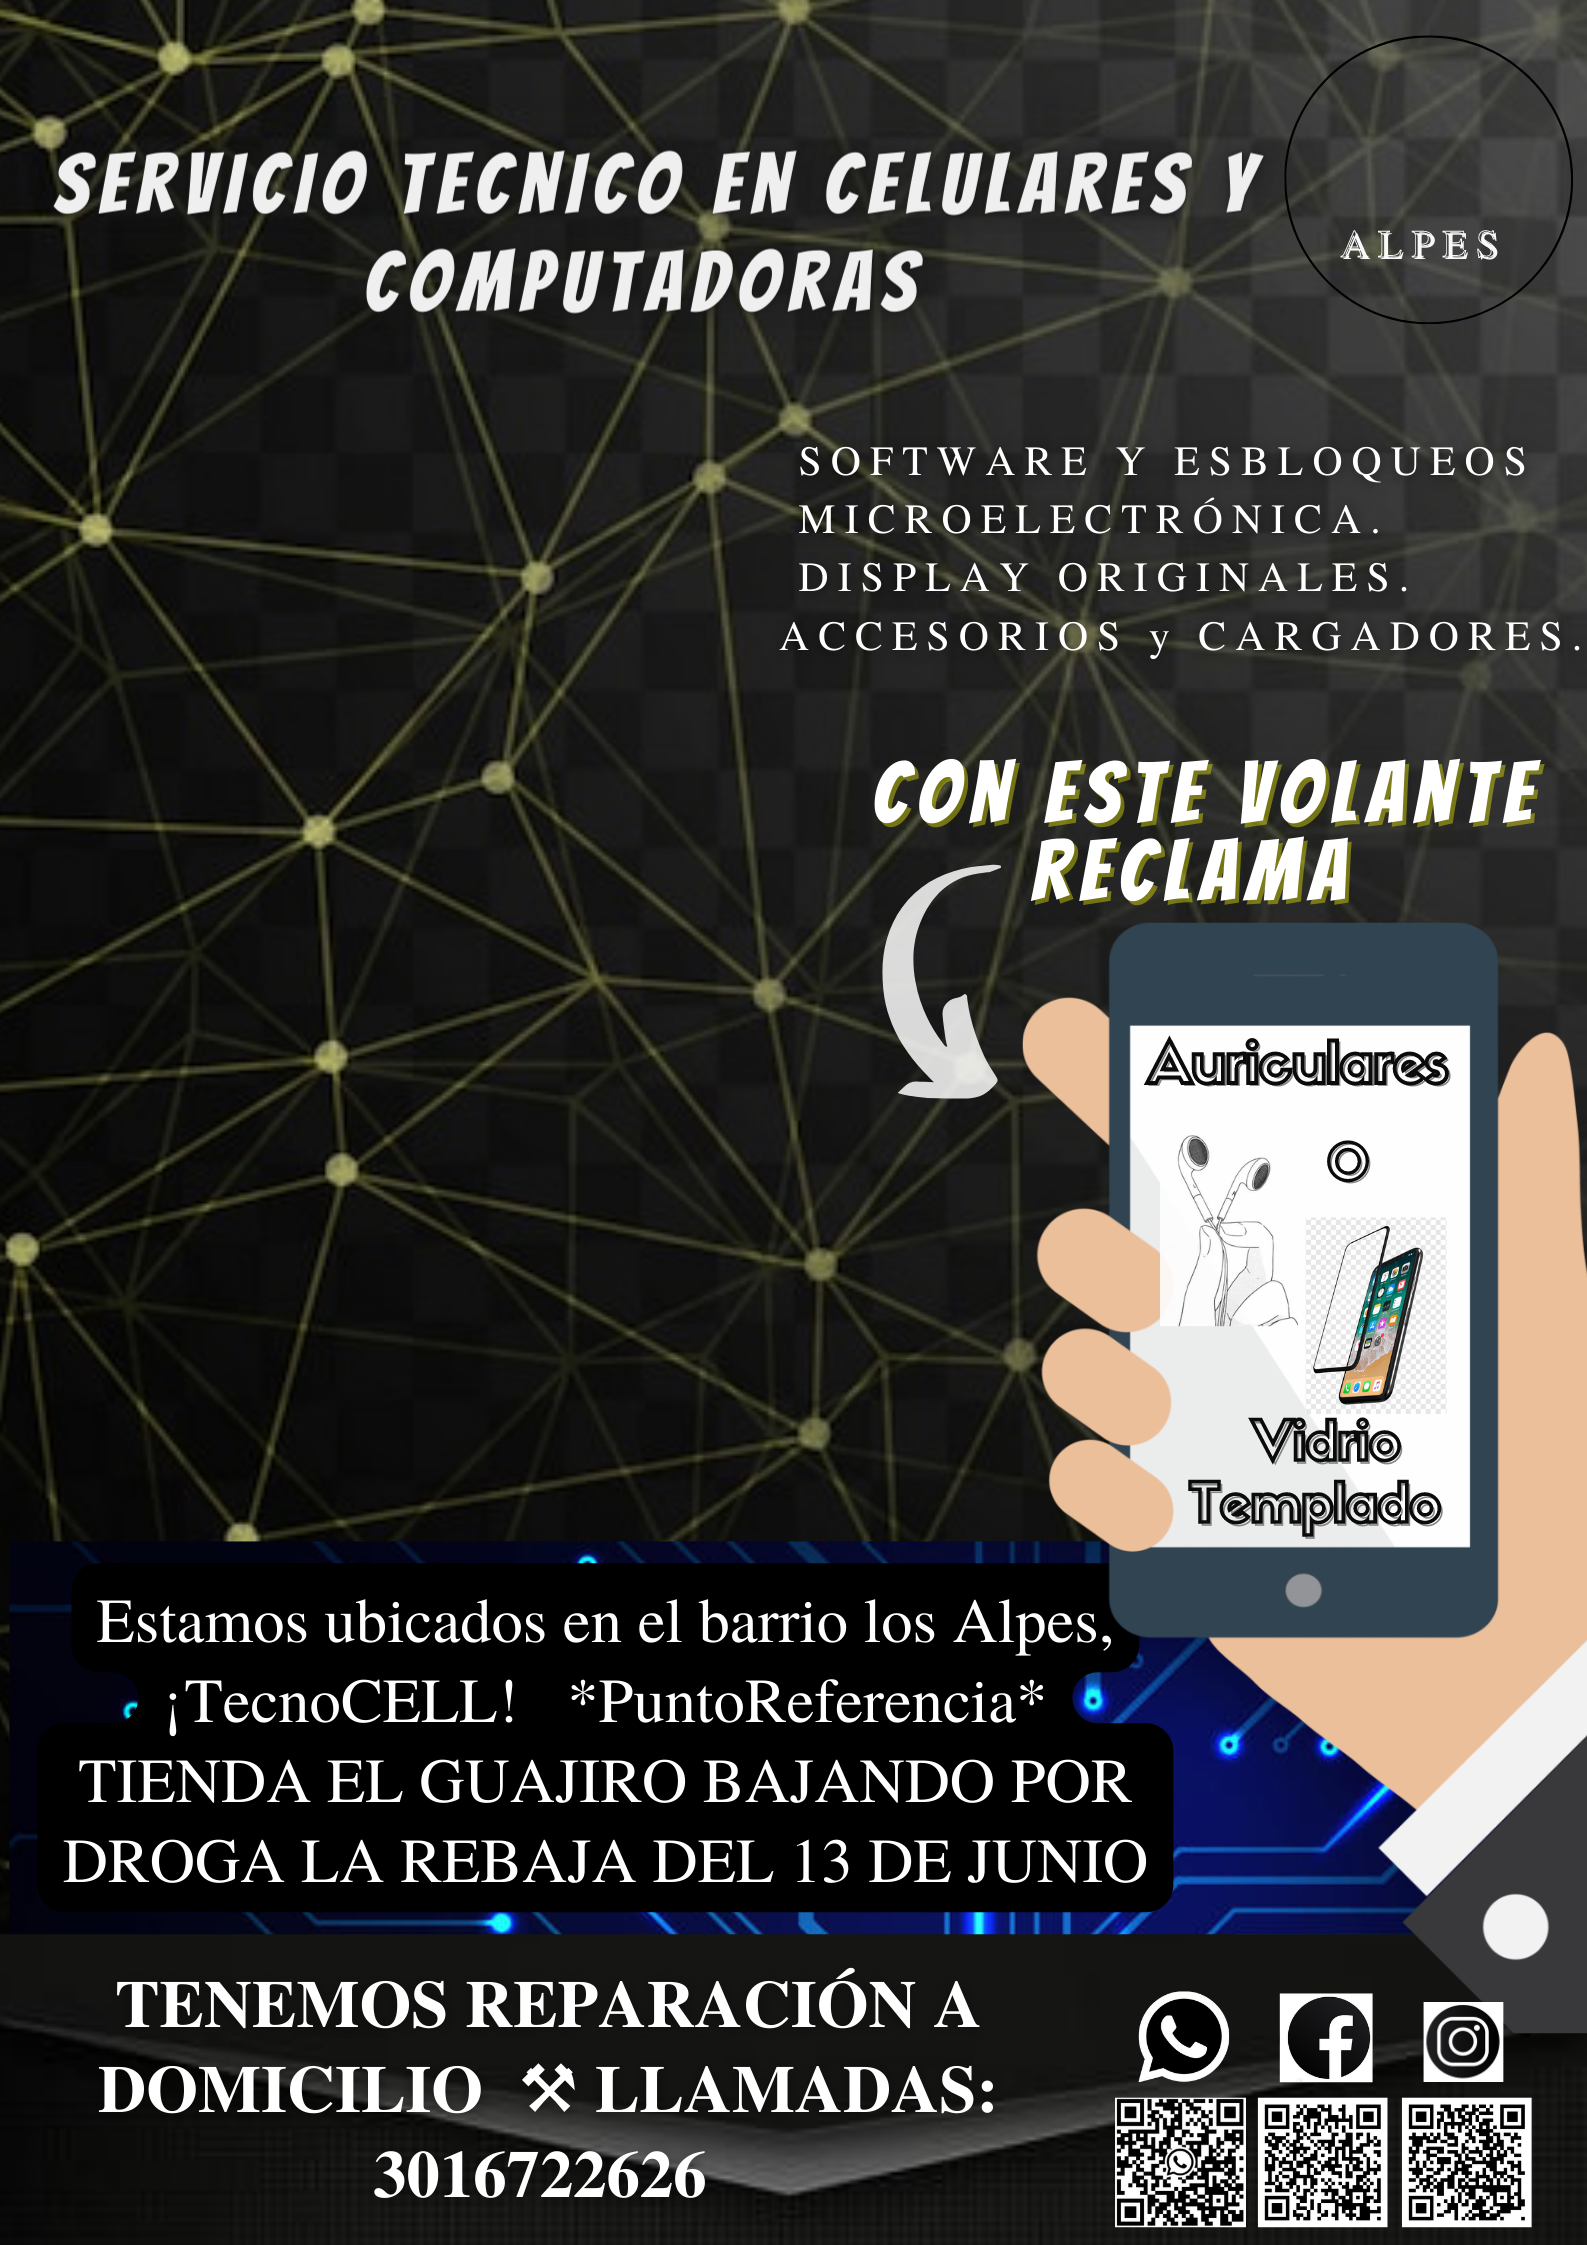 SERVICIO TECNICO EN CELULARES Y
COMPUTADORAS
ALPES
SOFTWARE Y ESBLOQUEOS
MICROELECTRÓNICA.
DISPLAY ORIGINALES.
ACCESORIOS y CARGADORES.
CON ESTE VOLANTE
RECLAMA
Auriculares
O
Vidrio
Templado
Estamos ubicados en el barrio los Alpes,
¡TecnoCELL! *PuntoReferencia*
TIENDA EL GUAJIRO BAJANDO POR
DROGA LA REBAJA DEL 13 DE JUNIO
TENEMOS REPARACIÓN A
DOMICILIO ⚒ LLAMADAS:
3016722626